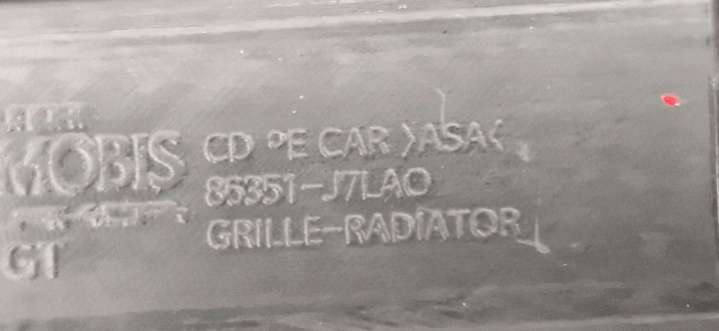 MOBIS
GT
CD PE CAR >ASA<
86351-J7LA0
GRILLE-RADIATOR